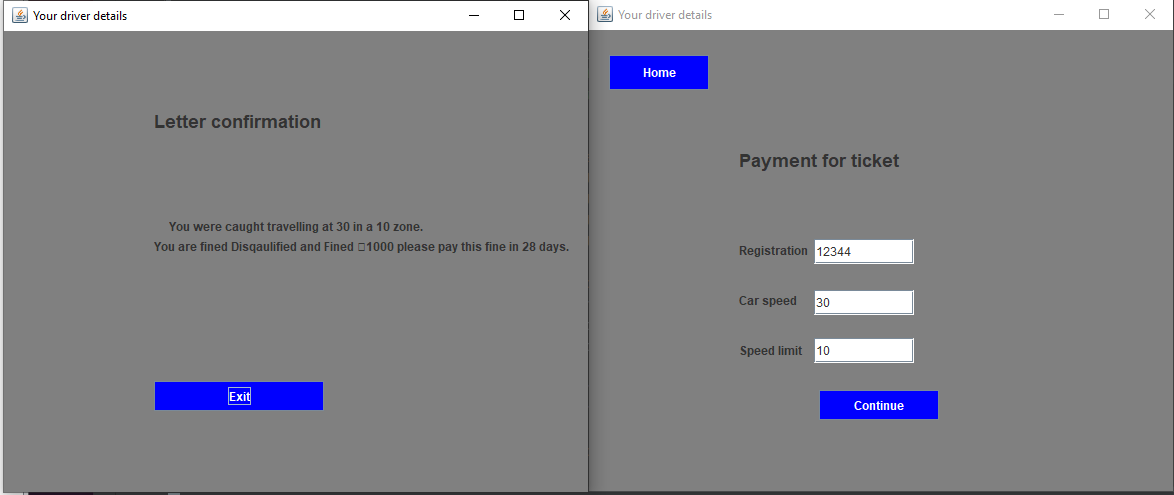 Your driver details
Letter confirmation
You were caught travelling at 30 in a 10 zone.
You are fined Disqaulified and Fined □1000 please pay this fine in 28 days.
Exit
Your driver details
Home
Payment for ticket
Registration 12344
Car speed 30
Speed limit 10
Continue